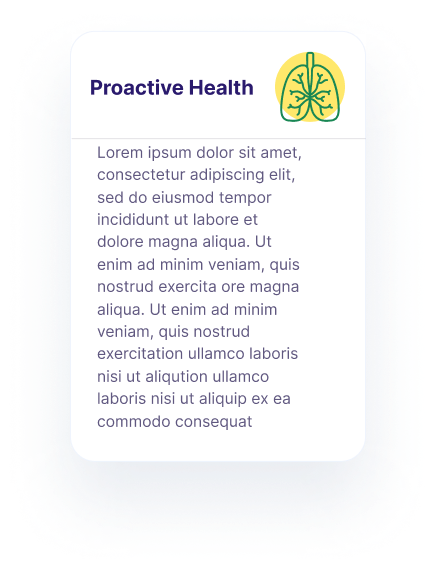 Proactive Health
Lorem ipsum dolor sit amet,
consectetur adipiscing elit,
sed do eiusmod tempor
incididunt ut labore et
dolore magna aliqua. Ut
enim ad minim veniam, quis
nostrud exercita ore magna
aliqua. Ut enim ad minim
veniam, quis nostrud
exercitation ullamco laboris
nisi ut aliqution ullamco
laboris nisi ut aliquip ex ea
commodo consequat